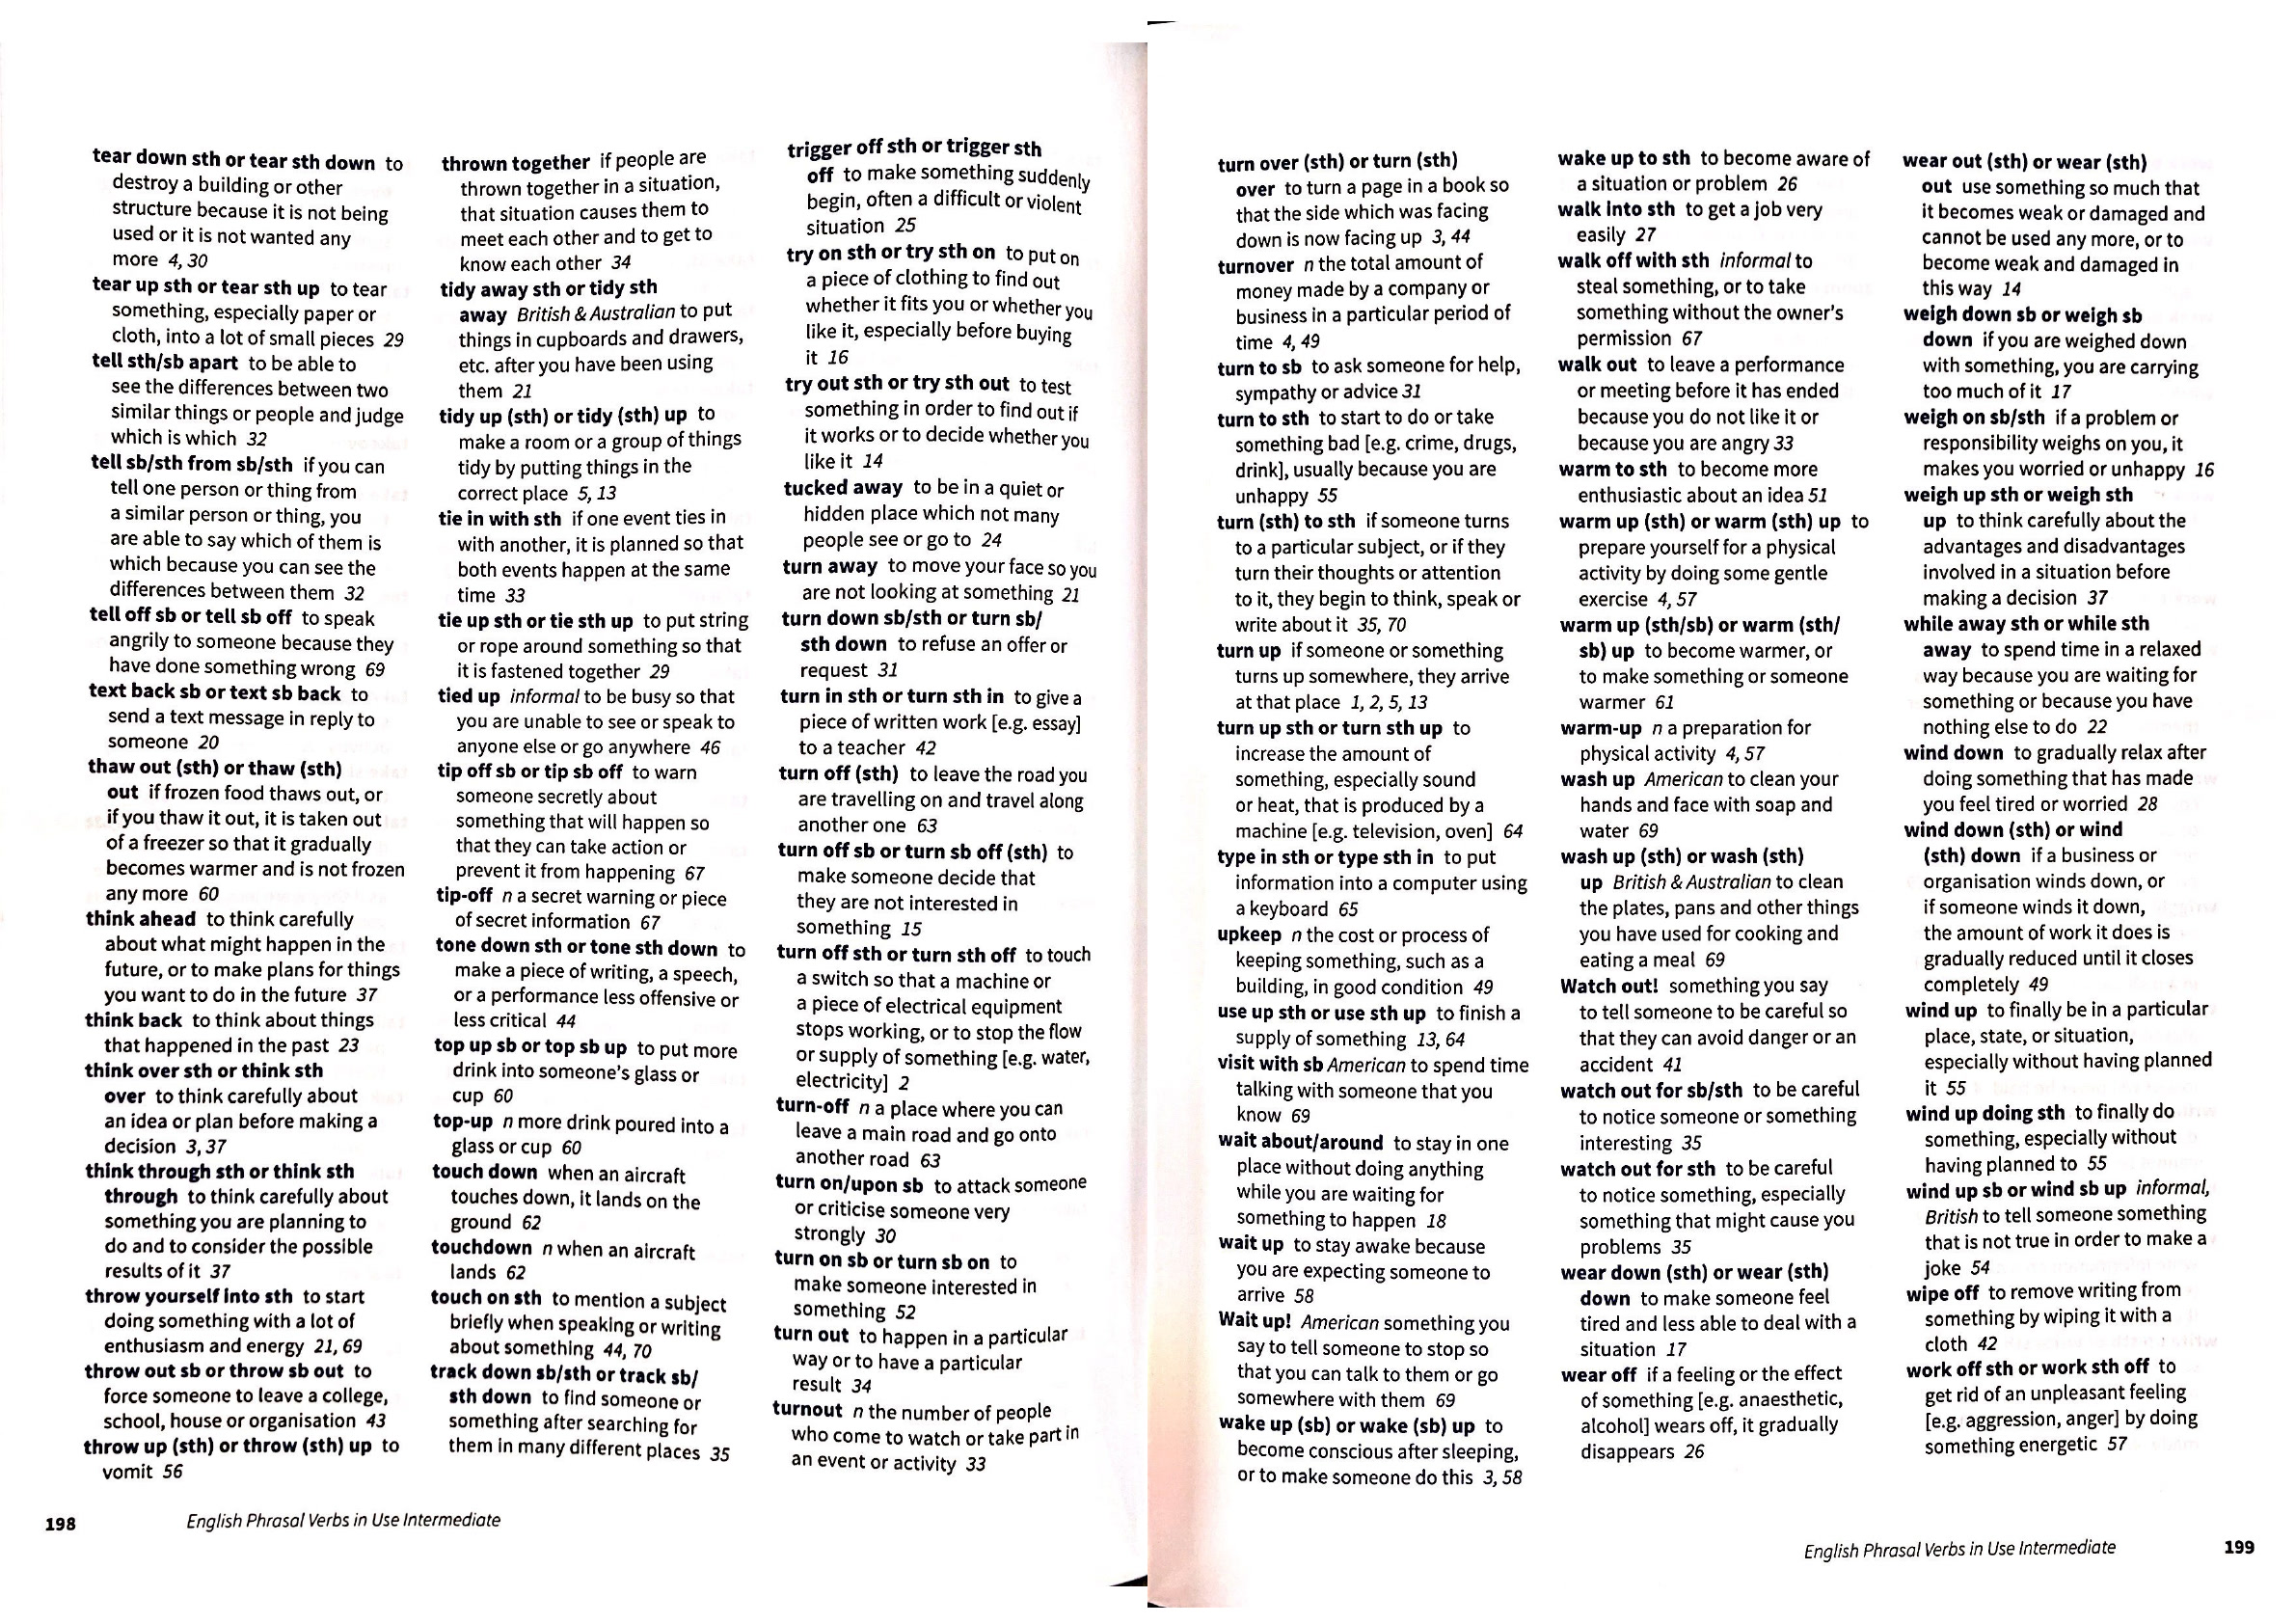 tear down sth or tear sth down to
destroy a building or other
structure because it is not being
used or it is not wanted any
more 4, 30
tear up sth or tear sth up to tear
something, especially paper or
cloth, into a lot of small pieces 29
tell sth/sb apart to be able to
see the differences between two
similar things or people and judge
which is which 32
tell sb/sth from sb/sth if you can
tell one person or thing from
a similar person or thing, you
are able to say which of them is
which because you can see the
differences between them 32
tell off sb or tell sb off to speak
angrily to someone because they
have done something wrong 69
text back sb or text sb back to
send a text message in reply to
someone 20
thaw out (sth) or thaw (sth)
out if frozen food thaws out, or
if you thaw it out, it is taken out
of a freezer so that it gradually
becomes warmer and is not frozen
any more 60
think ahead to think carefully
about what might happen in the
future, or to make plans for things
you want to do in the future 37
think back to think about things
that happened in the past 23
think over sth or think sth
over to think carefully about
an idea or plan before making a
decision 3, 37
think through sth or think sth
through to think carefully about
something you are planning to
do and to consider the possible
results of it 37
throw yourself into sth to start
doing something with a lot of
enthusiasm and energy 21, 69
throw out sb or throw sb out to
force someone to leave a college,
school, house or organisation 43
throw up (sth) or throw (sth) up to
vomit 56
thrown together if people are
thrown together in a situation,
that situation causes them to
meet each other and to get to
know each other 34
tidy away sth or tidy sth
away British & Australian to put
things in cupboards and drawers,
etc. after you have been using
them 21
tidy up (sth) or tidy (sth) up to
make a room or a group of things
tidy by putting things in the
correct place 5, 13
tie in with sth if one event ties in
with another, it is planned so that
both events happen at the same
time 33
tie up sth or tie sth up to put string
or rope around something so that
it is fastened together 29
tied up informal to be busy so that
you are unable to see or speak to
anyone else or go anywhere 46
tip off sb or tip sb off to warn
someone secretly about
something that will happen so
that they can take action or
prevent it from happening 67
tip-off n a secret warning or piece
of secret information 67
tone down sth or tone sth down to
make a piece of writing, a speech,
or a performance less offensive or
less critical 44
top up sb or top sb up to put more
drink into someone's glass or
cup 60
top-up n more drink poured into a
glass or cup 60
touch down when an aircraft
touches down, it lands on the
ground 62
touchdown n when an aircraft
lands 62
touch on sth to mention a subject
briefly when speaking or writing
about something 44, 70
track down sb/sth or track sb/
sth down to find someone or
something after searching for
them in many different places 35
trigger off sth or trigger sth
off to make something suddenly
begin, often a difficult or violent
situation 25
try on sth or try sth on to put on
a piece of clothing to find out
whether it fits you or whether you
like it, especially before buying
it 16
try out sth or try sth out to test
something in order to find out if
it works or to decide whether you
like it 14
tucked away to be in a quiet or
hidden place which not many
people see or go to 24
turn away to move your face so you
are not looking at something 21
turn down sb/sth or turn sb/
sth down to refuse an offer or
request 31
turn in sth or turn sth in to give a
piece of written work [e.g. essay]
to a teacher 42
turn off (sth) to leave the road you
are travelling on and travel along
another one 63
turn off sb or turn sb off (sth) to
make someone decide that
they are not interested in
something 15
turn off sth or turn sth off to touch
a switch so that a machine or
a piece of electrical equipment
stops working, or to stop the flow
or supply of something [e.g. water,
electricity] 2
turn-off n a place where you can
leave a main road and go onto
another road 63
turn on/upon sb to attack someone
or criticise someone very
strongly 30
turn on sb or turn sb on to
make someone interested in
something 52
turn out to happen in a particular
way or to have a particular
result 34
turnout n the number of people
who come to watch or take part in
an event or activity 33
198 English Phrasal Verbs in Use Intermediate
turn over (sth) or turn (sth)
over to turn a page in a book so
that the side which was facing
down is now facing up 3, 44
turnover n the total amount of
money made by a company or
business in a particular period of
time 4, 49
turn to sb to ask someone for help,
sympathy or advice 31
turn to sth to start to do or take
something bad [e.g. crime, drugs,
drink], usually because you are
unhappy 55
turn (sth) to sth if someone turns
to a particular subject, or if they
turn their thoughts or attention
to it, they begin to think, speak or
write about it 35, 70
turn up if someone or something
turns up somewhere, they arrive
at that place 1, 2, 5, 13
turn up sth or turn sth up to
increase the amount of
something, especially sound
or heat, that is produced by a
machine [e.g. television, oven] 64
type in sth or type sth in to put
information into a computer using
a keyboard 65
upkeep n the cost or process of
keeping something, such as a
building, in good condition 49
use up sth or use sth up to finish a
supply of something 13, 64
visit with sb American to spend time
talking with someone that you
know 69
wait about/around to stay in one
place without doing anything
while you are waiting for
something to happen 18
wait up to stay awake because
you are expecting someone to
arrive 58
Wait up! American something you
say to tell someone to stop so
that you can talk to them or go
somewhere with them 69
wake up (sb) or wake (sb) up to
become conscious after sleeping,
or to make someone do this 3, 58
wake up to sth to become aware of
a situation or problem 26
walk into sth to get a job very
easily 27
walk off with sth informal to
steal something, or to take
something without the owner's
permission 67
walk out to leave a performance
or meeting before it has ended
because you do not like it or
because you are angry 33
warm to sth to become more
enthusiastic about an idea 51
warm up (sth) or warm (sth) up to
prepare yourself for a physical
activity by doing some gentle
exercise 4, 57
warm up (sth/sb) or warm (sth/
sb) up to become warmer, or
to make something or someone
warmer 61
warm-up n a preparation for
physical activity 4, 57
wash up American to clean your
hands and face with soap and
water 69
wash up (sth) or wash (sth)
up British & Australian to clean
the plates, pans and other things
you have used for cooking and
eating a meal 69
Watch out! something you say
to tell someone to be careful so
that they can avoid danger or an
accident 41
watch out for sb/sth to be careful
to notice someone or something
interesting 35
watch out for sth to be careful
to notice something, especially
something that might cause you
problems 35
wear down (sth) or wear (sth)
down to make someone feel
tired and less able to deal with a
situation 17
wear off if a feeling or the effect
of something [e.g. anaesthetic,
alcohol] wears off, it gradually
disappears 26
wear out (sth) or wear (sth)
out use something so much that
it becomes weak or damaged and
cannot be used any more, or to
become weak and damaged in
this way 14
weigh down sb or weigh sb
down if you are weighed down
with something, you are carrying
too much of it 17
weigh on sb/sth if a problem or
responsibility weighs on you, it
makes you worried or unhappy 16
weigh up sth or weigh sth
up to think carefully about the
advantages and disadvantages
involved in a situation before
making a decision 37
while away sth or while sth
away to spend time in a relaxed
way because you are waiting for
something or because you have
nothing else to do 22
wind down to gradually relax after
doing something that has made
you feel tired or worried 28
wind down (sth) or wind
(sth) down if a business or
organisation winds down, or
if someone winds it down,
the amount of work it does is
gradually reduced until it closes
completely 49
wind up to finally be in a particular
place, state, or situation,
especially without having planned
it 55
wind up doing sth to finally do
something, especially without
having planned to 55
wind up sb or wind sb up informal,
British to tell someone something
that is not true in order to make a
joke 54
wipe off to remove writing from
something by wiping it with a
cloth 42
work off sth or work sth off to
get rid of an unpleasant feeling
[e.g. aggression, anger] by doing
something energetic 57
English Phrasal Verbs in Use Intermediate 199